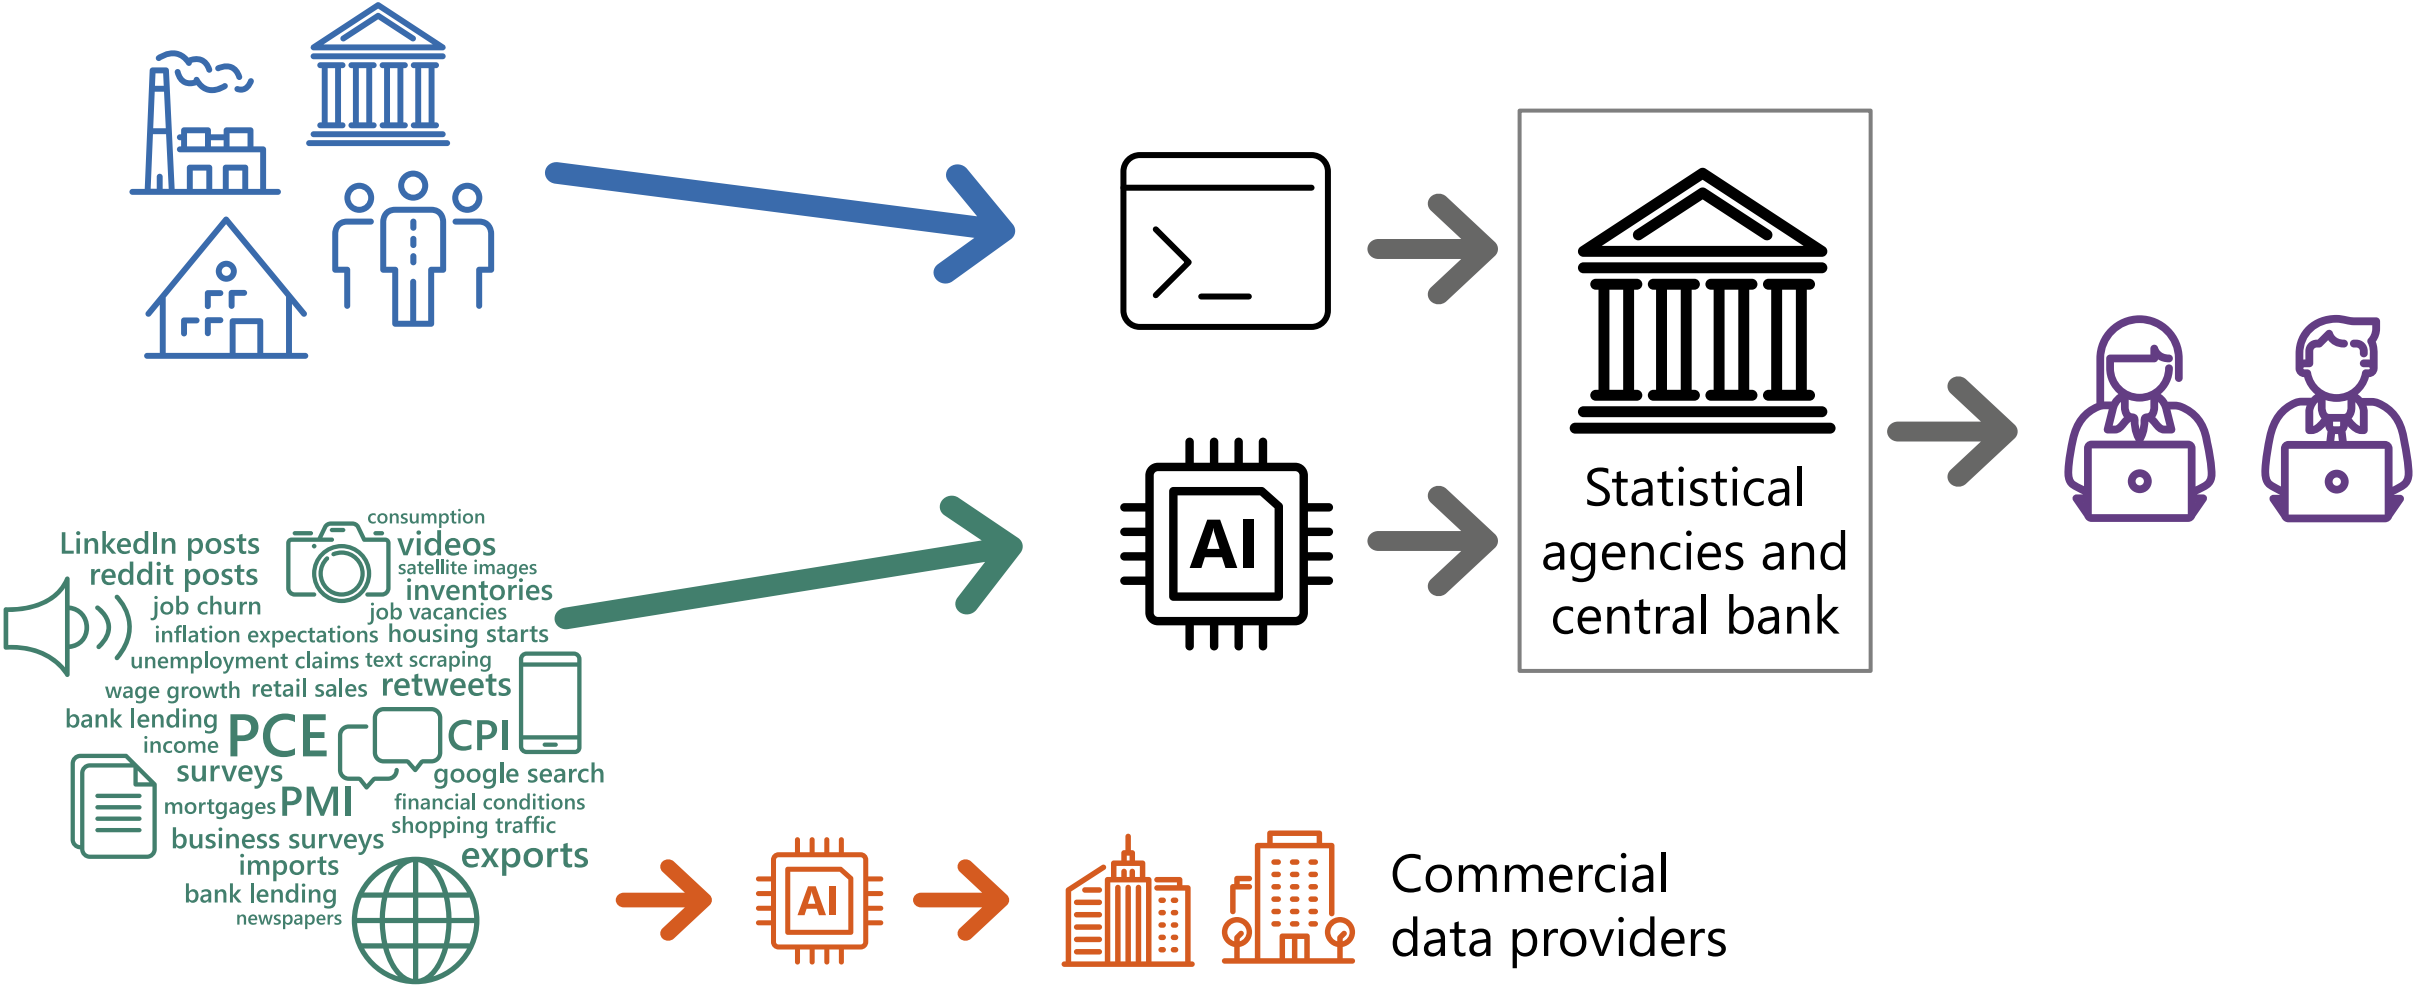 AI
Statistical
agencies and
central bank
consumption
LinkedIn posts
videos
reddit posts
satellite images
inventories
job churn
job vacancies
inflation expectations
housing starts
unemployment claims
text scraping
wage growth
retail sales
retweets
bank lending
PCE
CPI
income
surveys
google search
mortgages
PMI
financial conditions
shopping traffic
business surveys
imports
exports
bank lending
newspapers
AI
Commercial
data providers